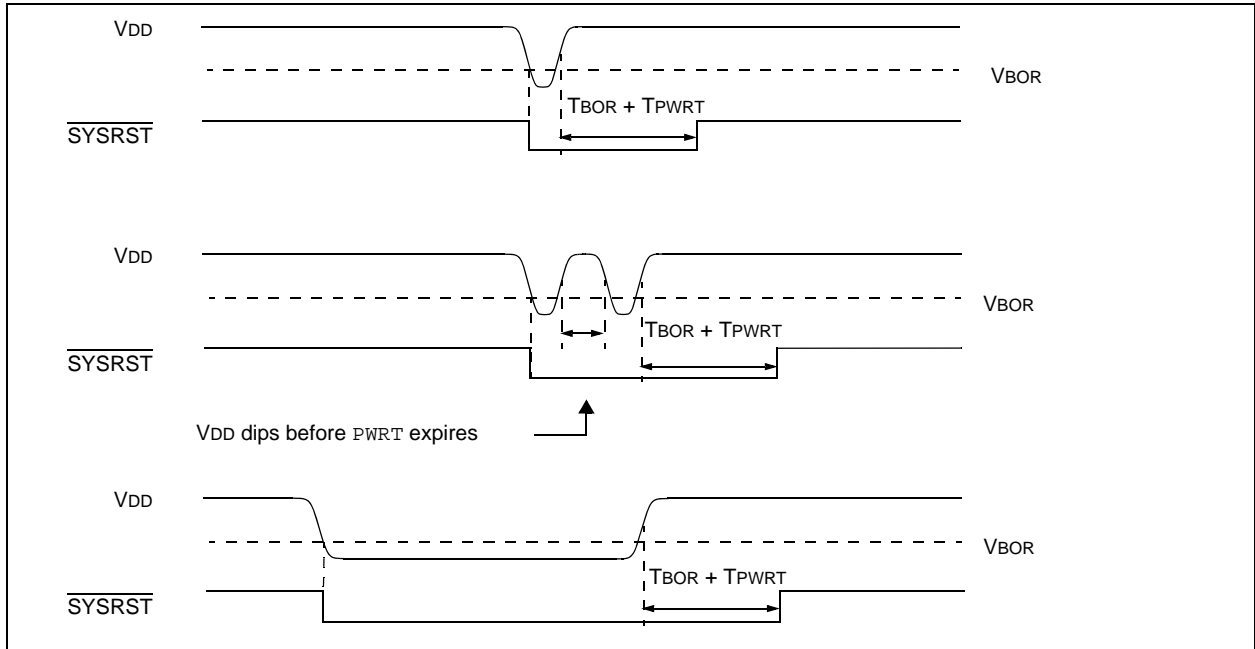 VDD
VBOR
TBOR + TPWRT
SYSRST
VDD
VBOR
TBOR + TPWRT
SYSRST
VDD dips before PWRT expires
VDD
VBOR
TBOR + TPWRT
SYSRST